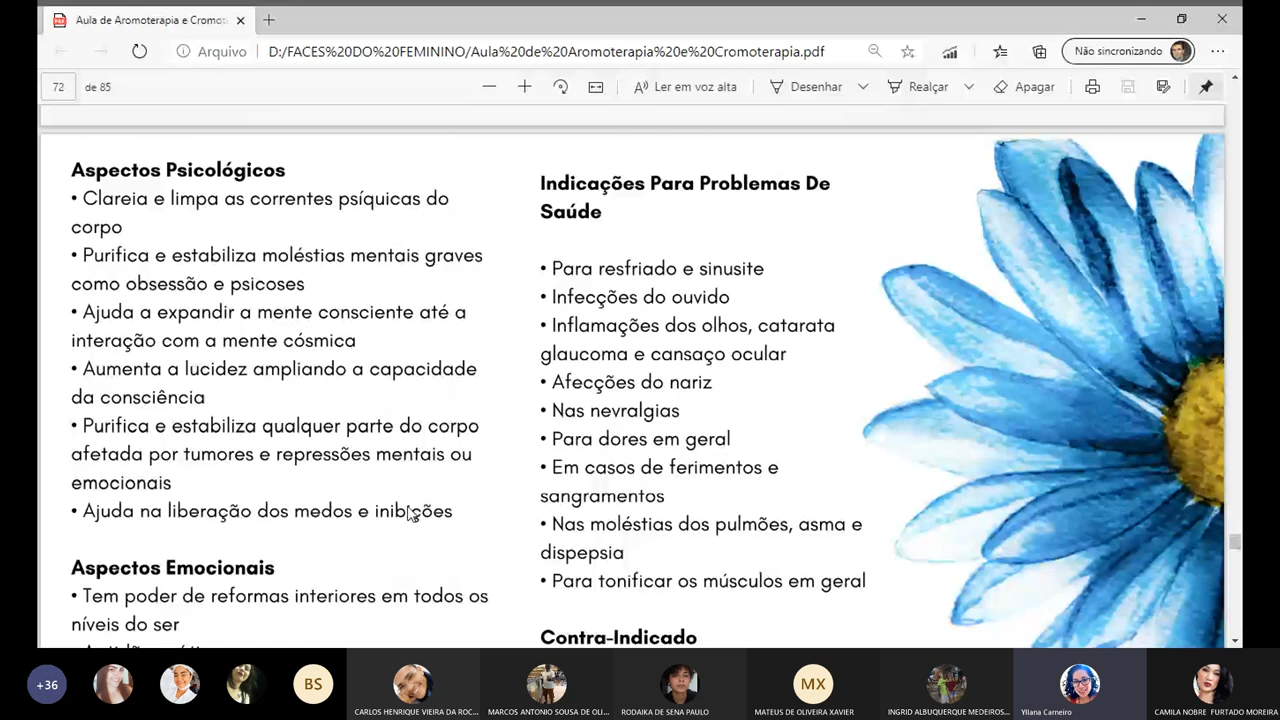 Aula de Aromoterapia e Cromot
Arquivo
D:/FACES%20DO%20FEMININO/Aula%20de%20Aromoterapia%20e%20Cromoterapia.pdf
Não sincronizando
72
de 85
Ler em voz alta
Desenhar
Realçar
Apagar
Aspectos Psicológicos
• Clareia e limpa as correntes psíquicas do
corpo
• Purifica e estabiliza moléstias mentais graves
como obsessão e psicoses
• Ajuda a expandir a mente consciente até a
interação com a mente cósmica
• Aumenta a lucidez ampliando a capacidade
da consciência
• Purifica e estabiliza qualquer parte do corpo
afetada por tumores e repressões mentais ou
emocionais
• Ajuda na liberação dos medos e inibições
Aspectos Emocionais
• Tem poder de reformas interiores em todos os
níveis do ser
Indicações Para Problemas De
Saúde
• Para resfriado e sinusite
• Infecções do ouvido
• Inflamações dos olhos, catarata
glaucoma e cansaço ocular
• Afecções do nariz
• Nas nevralgias
• Para dores em geral
• Em casos de ferimentos e
sangramentos
• Nas moléstias dos pulmões, asma e
dispepsia
• Para tonificar os músculos em geral
Contra-Indicado
+36
BS
CARLOS HENRIQUE VIEIRA DA ROC...
MARCOS ANTONIO SOUSA DE OLI...
RODAIKA DE SENA PAULO
MX
MATEUS DE OLIVEIRA XAVIER
INGRID ALBUQUERQUE MEDEIROS...
Yllana Carneiro
CAMILA NOBRE FURTADO MOREIRA